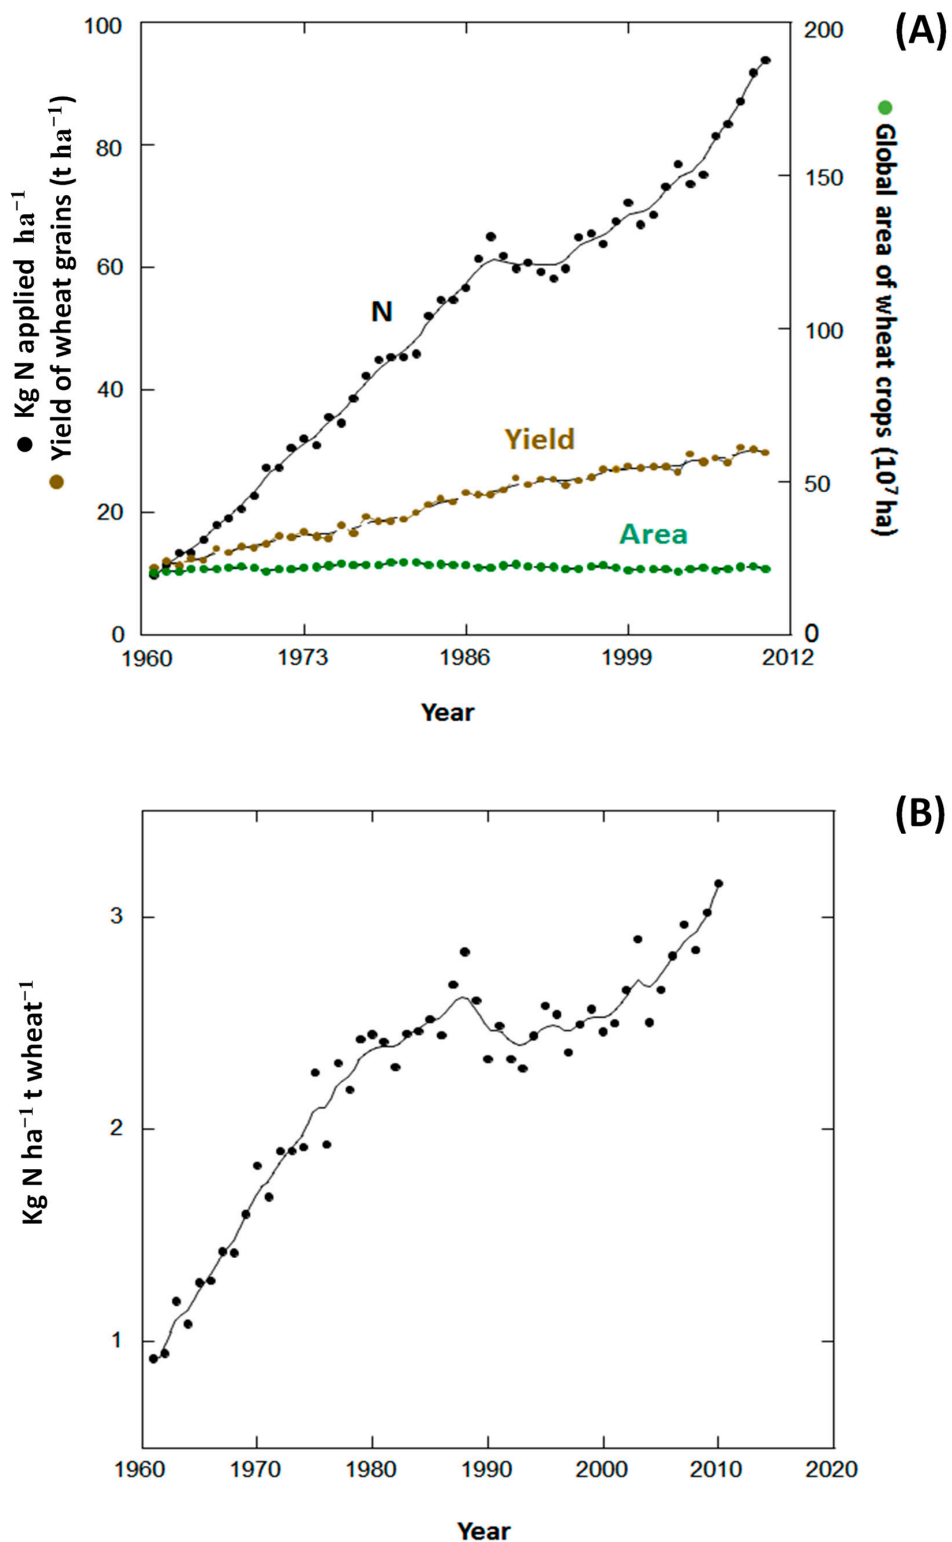 (A)
100
80
60
40
20
0
● Kg N applied ha⁻¹
● Yield of wheat grains (t ha⁻¹)
200
150
100
50
0
● Global area of wheat crops (10⁷ ha)
N
Yield
Area
1960 1973 1986 1999 2012
Year
(B)
3
2
1
Kg N ha⁻¹ t wheat⁻¹
1960 1970 1980 1990 2000 2010 2020
Year